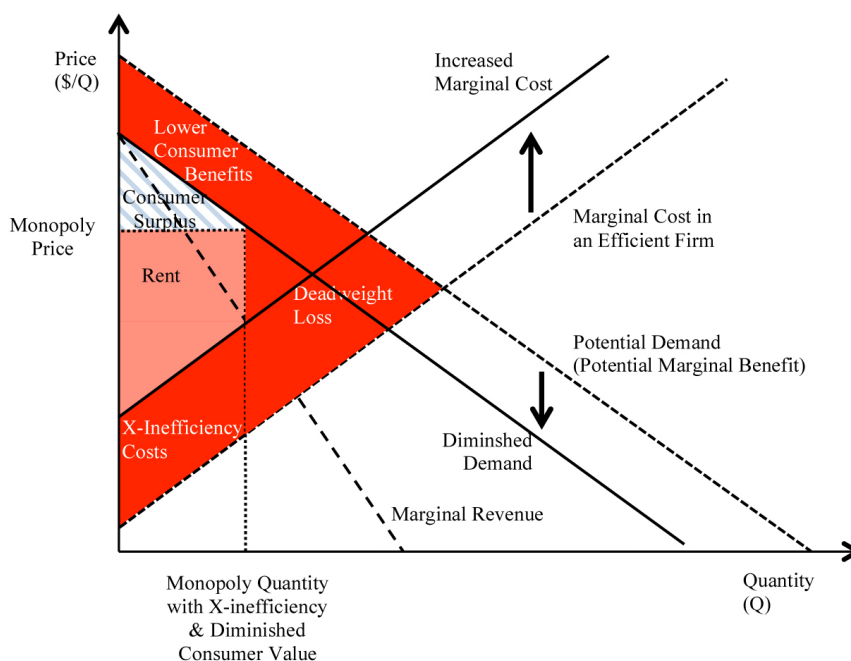 Price
($/Q)
Increased
Marginal Cost
Lower
Consumer
Benefits
Consumer
Surplus
Monopoly
Price
Marginal Cost in
an Efficient Firm
Rent
Deadweight
Loss
Potential Demand
(Potential Marginal Benefit)
X-Inefficiency
Costs
Diminshed
Demand
Marginal Revenue
Monopoly Quantity
with X-inefficiency
& Diminished
Consumer Value
Quantity
(Q)